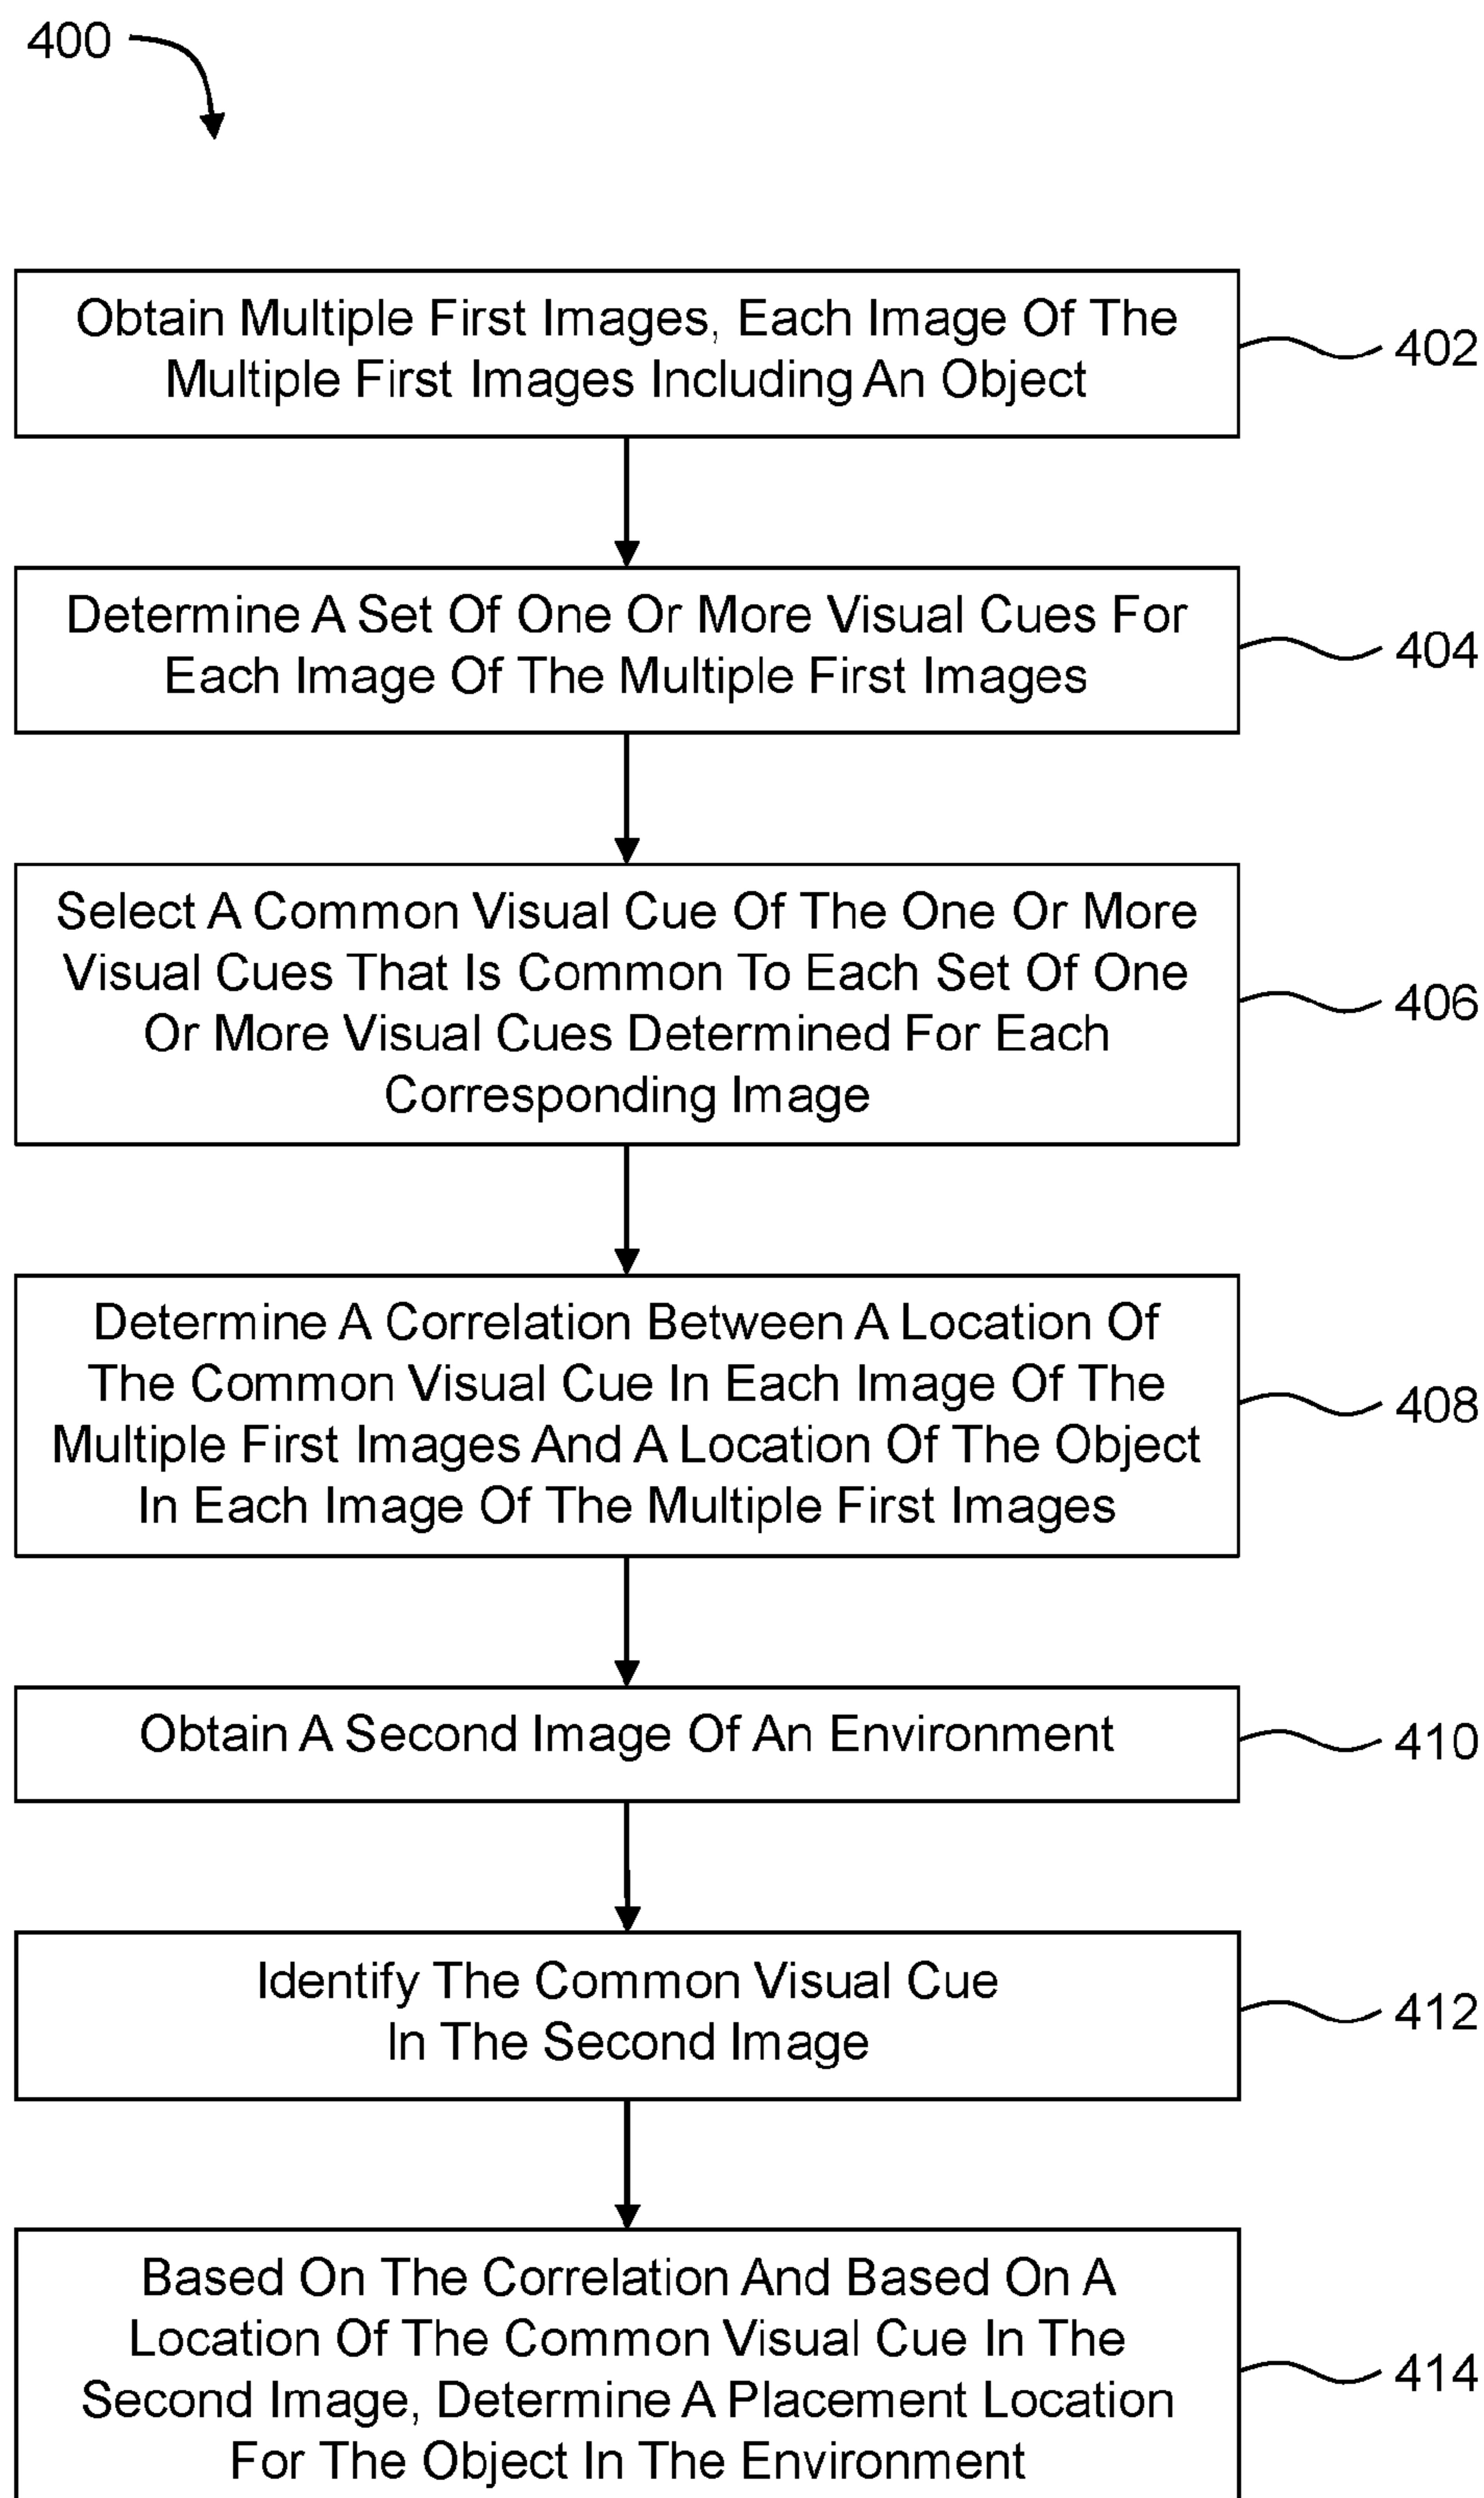 400
Obtain Multiple First Images, Each Image Of The
Multiple First Images Including An Object
402
Determine A Set Of One Or More Visual Cues For
Each Image Of The Multiple First Images
404
Select A Common Visual Cue Of The One Or More
Visual Cues That Is Common To Each Set Of One
Or More Visual Cues Determined For Each
Corresponding Image
406
Determine A Correlation Between A Location Of
The Common Visual Cue In Each Image Of The
Multiple First Images And A Location Of The Object
In Each Image Of The Multiple First Images
408
Obtain A Second Image Of An Environment
410
Identify The Common Visual Cue
In The Second Image
412
Based On The Correlation And Based On A
Location Of The Common Visual Cue In The
Second Image, Determine A Placement Location
For The Object In The Environment
414